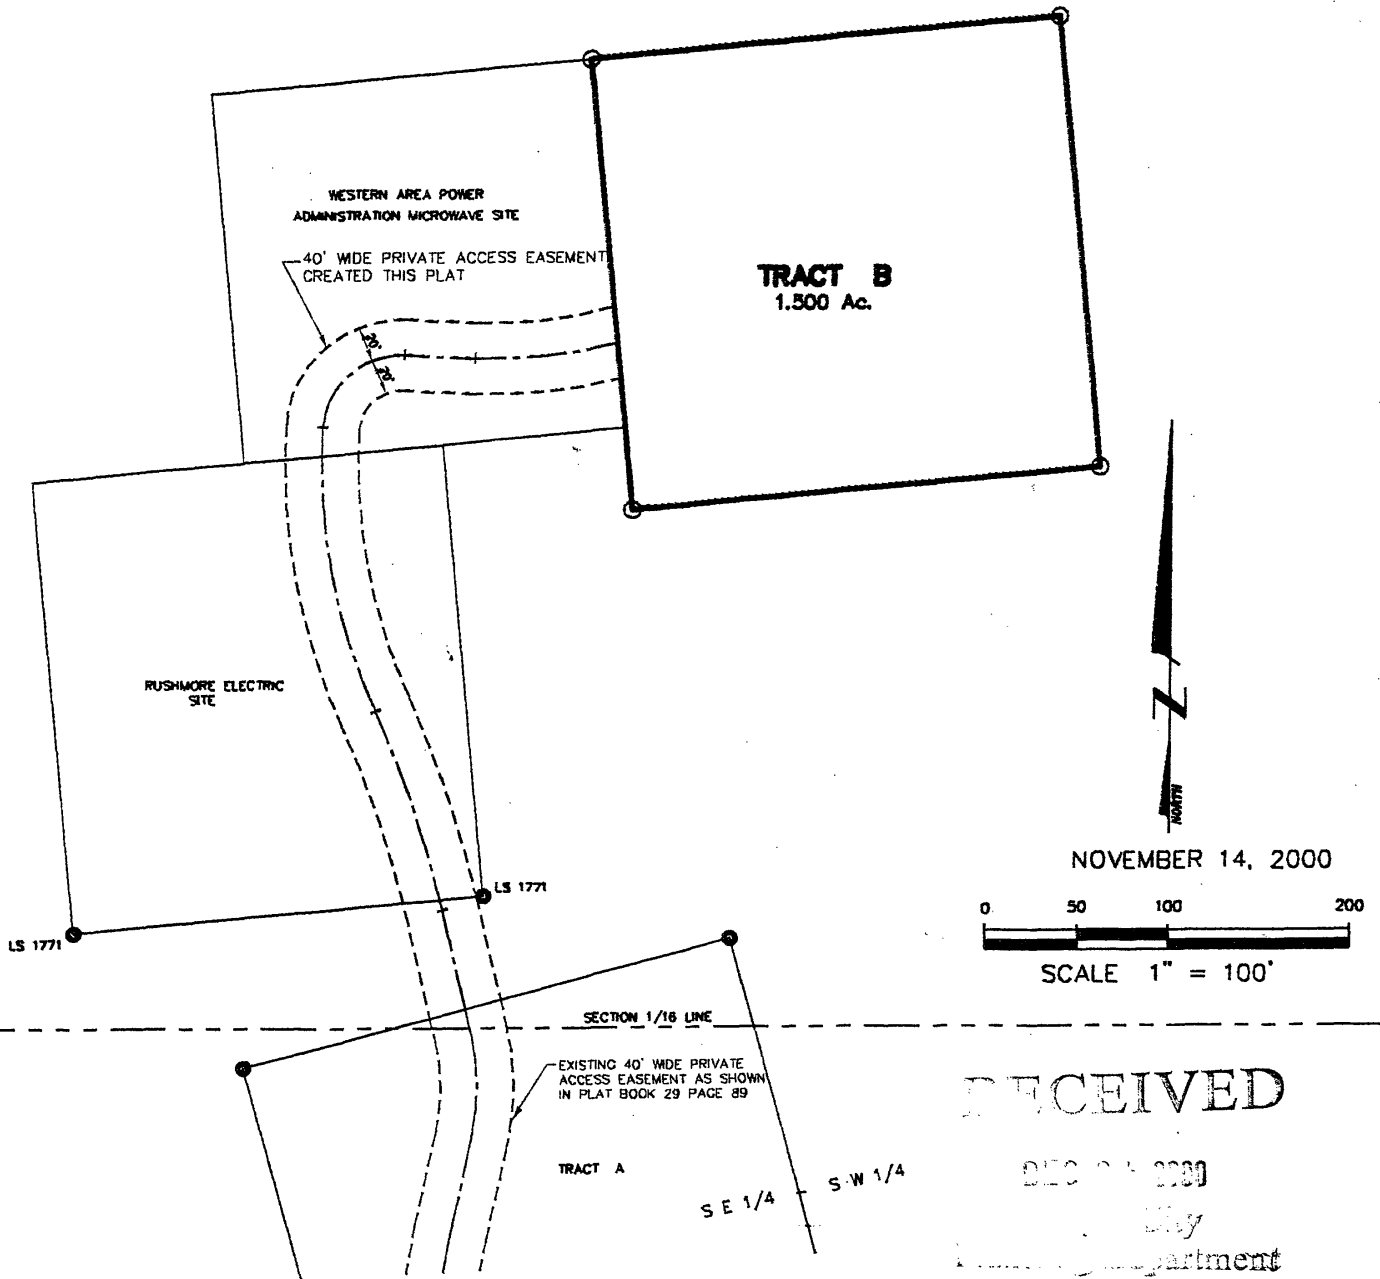 WESTERN AREA POWER
ADMINISTRATION MICROWAVE SITE
40' WIDE PRIVATE ACCESS EASEMENT
CREATED THIS PLAT
TRACT B
1.500 Ac.
20'
20'
RUSHMORE ELECTRIC
SITE
NORTH
NOVEMBER 14, 2000
0 50 100 200
SCALE 1" = 100'
LS 1771
LS 1771
SECTION 1/16 LINE
EXISTING 40' WIDE PRIVATE
ACCESS EASEMENT AS SHOWN
IN PLAT BOOK 29 PAGE 89
TRACT A
S E 1/4
S W 1/4
RECEIVED
DEC